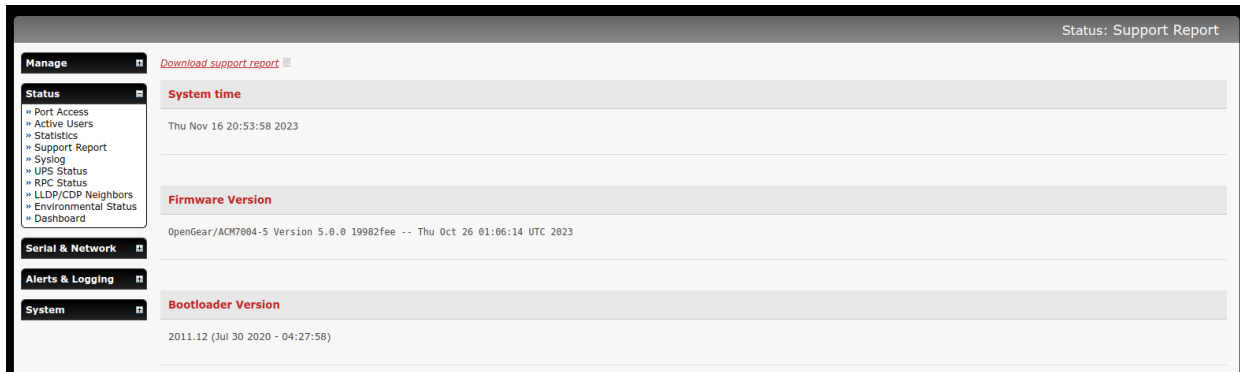 Status: Support Report
Manage
Download support report
Status
» Port Access
» Active Users
» Statistics
» Support Report
» Syslog
» UPS Status
» RPC Status
» LLDP/CDP Neighbors
» Environmental Status
» Dashboard
Serial & Network
Alerts & Logging
System
System time
Thu Nov 16 20:53:58 2023
Firmware Version
OpenGear/ACM7004-5 Version 5.0.0 19982fee -- Thu Oct 26 01:06:14 UTC 2023
Bootloader Version
2011.12 (Jul 30 2020 - 04:27:58)